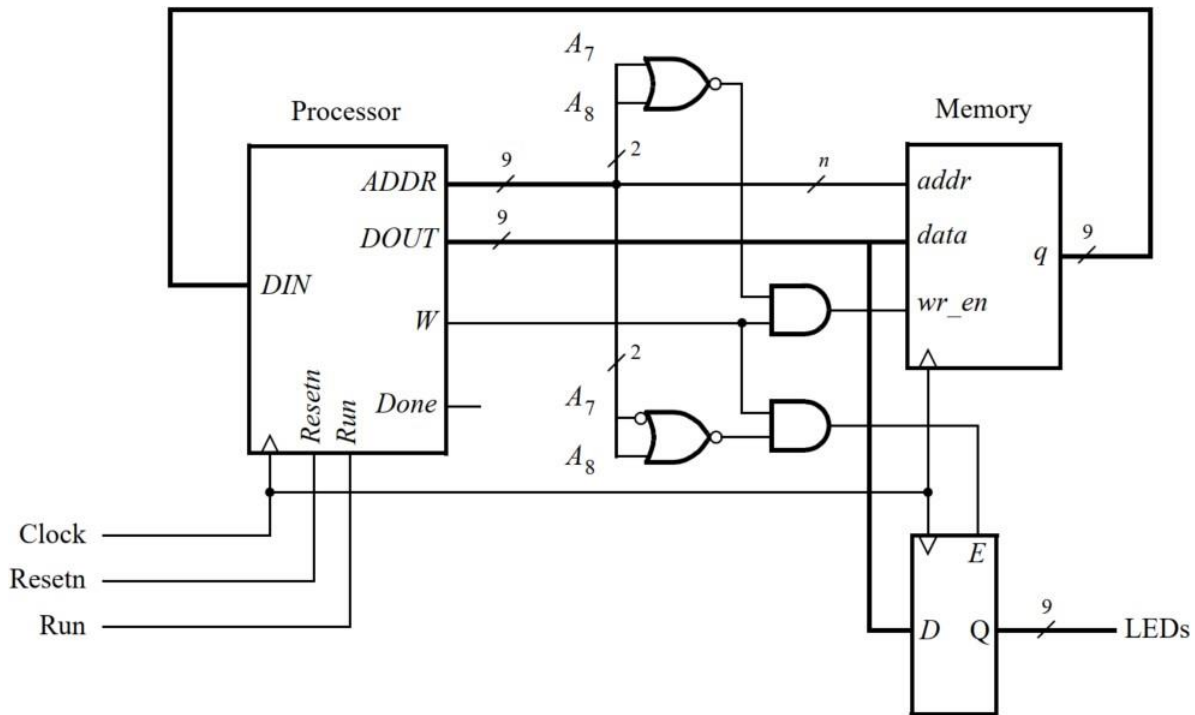 A7
A8
Processor
Memory
9
2
n
ADDR
addr
9
DOUT
data
9
DIN
q
W
wr_en
2
Resetn
Run
Done
A7
A8
Clock
E
Resetn
9
Run
D
Q
LEDs